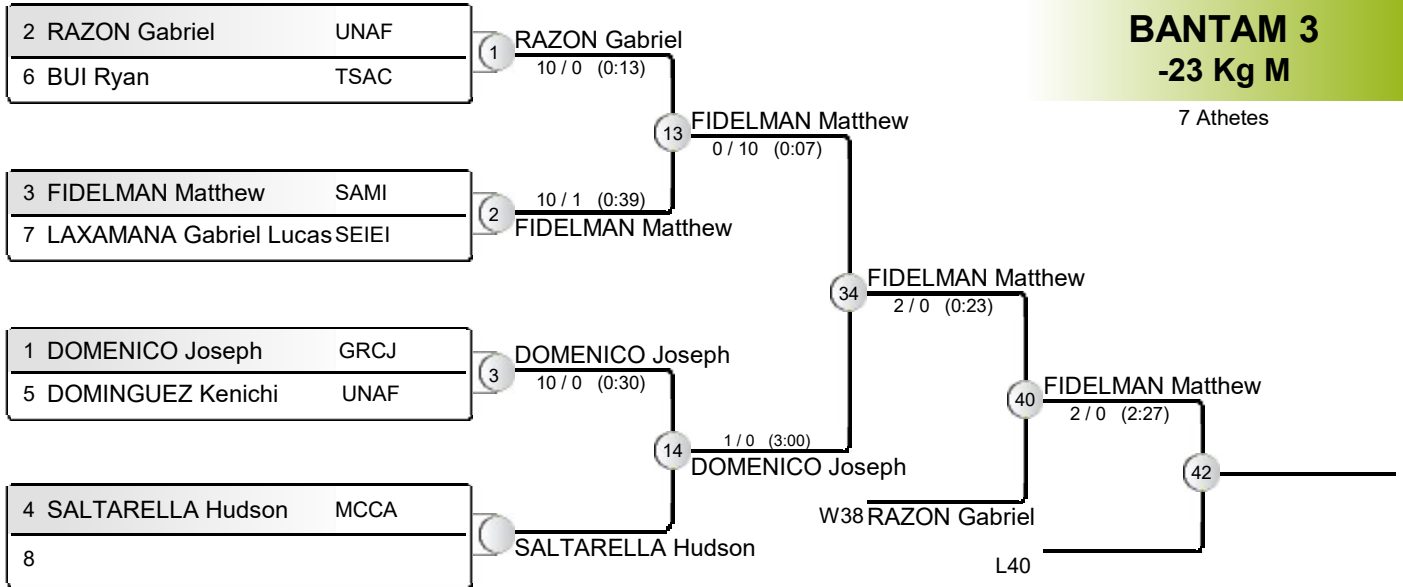 BANTAM 3
-23 Kg M
7 Athetes
2 RAZON Gabriel UNAF
6 BUI Ryan TSAC
1
RAZON Gabriel
10 / 0 (0:13)
13
FIDELMAN Matthew
0 / 10 (0:07)
3 FIDELMAN Matthew SAMI
7 LAXAMANA Gabriel Lucas SEIEI
2
10 / 1 (0:39)
FIDELMAN Matthew
34
FIDELMAN Matthew
2 / 0 (0:23)
1 DOMENICO Joseph GRCJ
5 DOMINGUEZ Kenichi UNAF
3
DOMENICO Joseph
10 / 0 (0:30)
40
FIDELMAN Matthew
2 / 0 (2:27)
14
1 / 0 (3:00)
DOMENICO Joseph
42
4 SALTARELLA Hudson MCCA
8
SALTARELLA Hudson
W38 RAZON Gabriel
L40